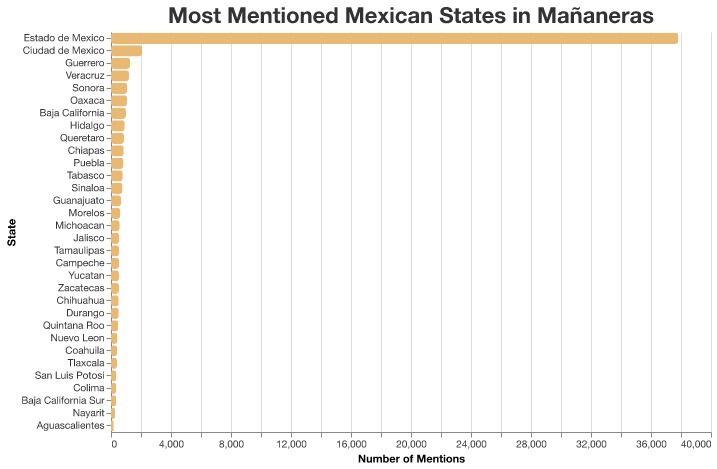 Most Mentioned Mexican States in Mañaneras
State
Estado de Mexico
Ciudad de Mexico
Guerrero
Veracruz
Sonora
Oaxaca
Baja California
Hidalgo
Queretaro
Chiapas
Puebla
Tabasco
Sinaloa
Guanajuato
Morelos
Michoacan
Jalisco
Tamaulipas
Campeche
Yucatan
Zacatecas
Chihuahua
Durango
Quintana Roo
Nuevo Leon
Coahuila
Tlaxcala
San Luis Potosi
Colima
Baja California Sur
Nayarit
Aguascalientes
0 4,000 8,000 12,000 16,000 20,000 24,000 28,000 32,000 36,000 40,000
Number of Mentions